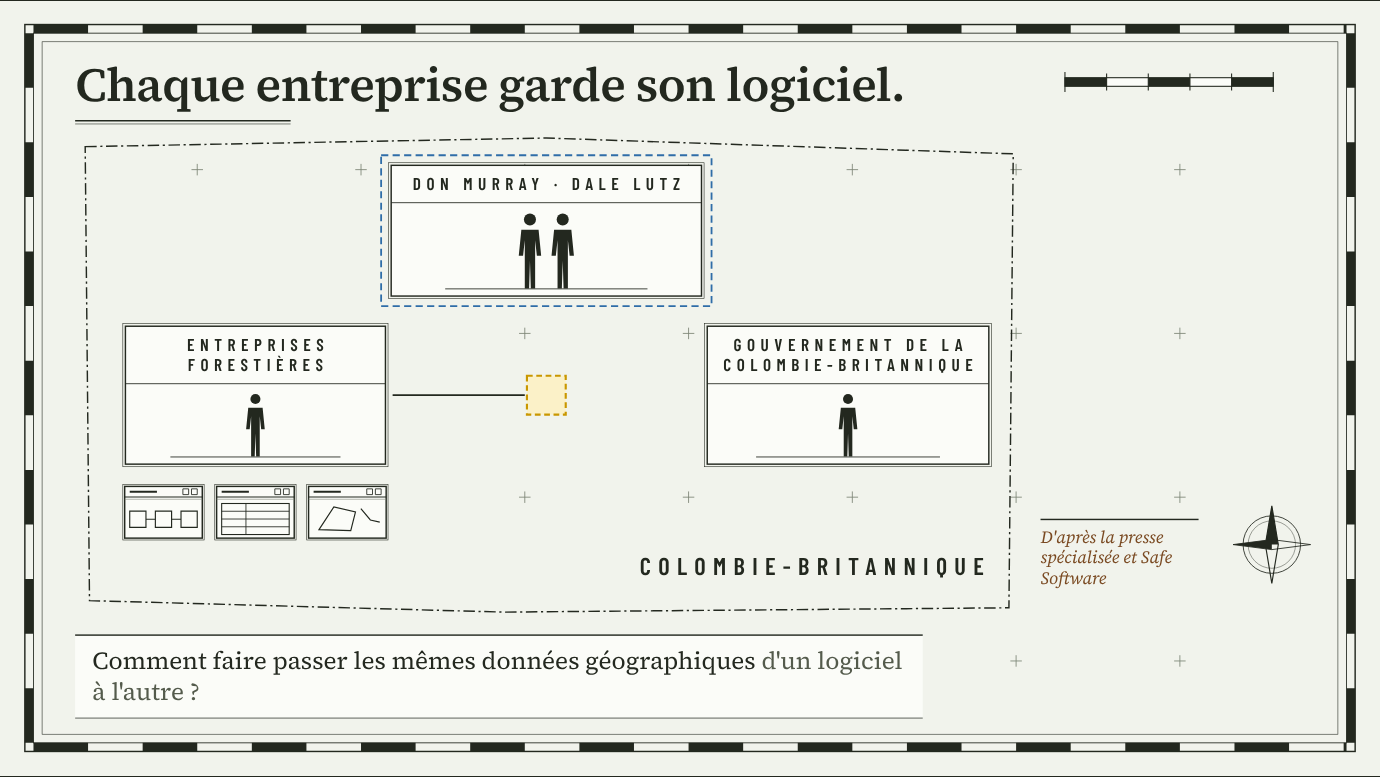 Chaque entreprise garde son logiciel.
DON MURRAY · DALE LUTZ
ENTREPRISES
FORESTIÈRES
GOUVERNEMENT DE LA
COLOMBIE-BRITANNIQUE
COLOMBIE-BRITANNIQUE
D'après la presse
spécialisée et Safe
Software
Comment faire passer les mêmes données géographiques d'un logiciel
à l'autre ?